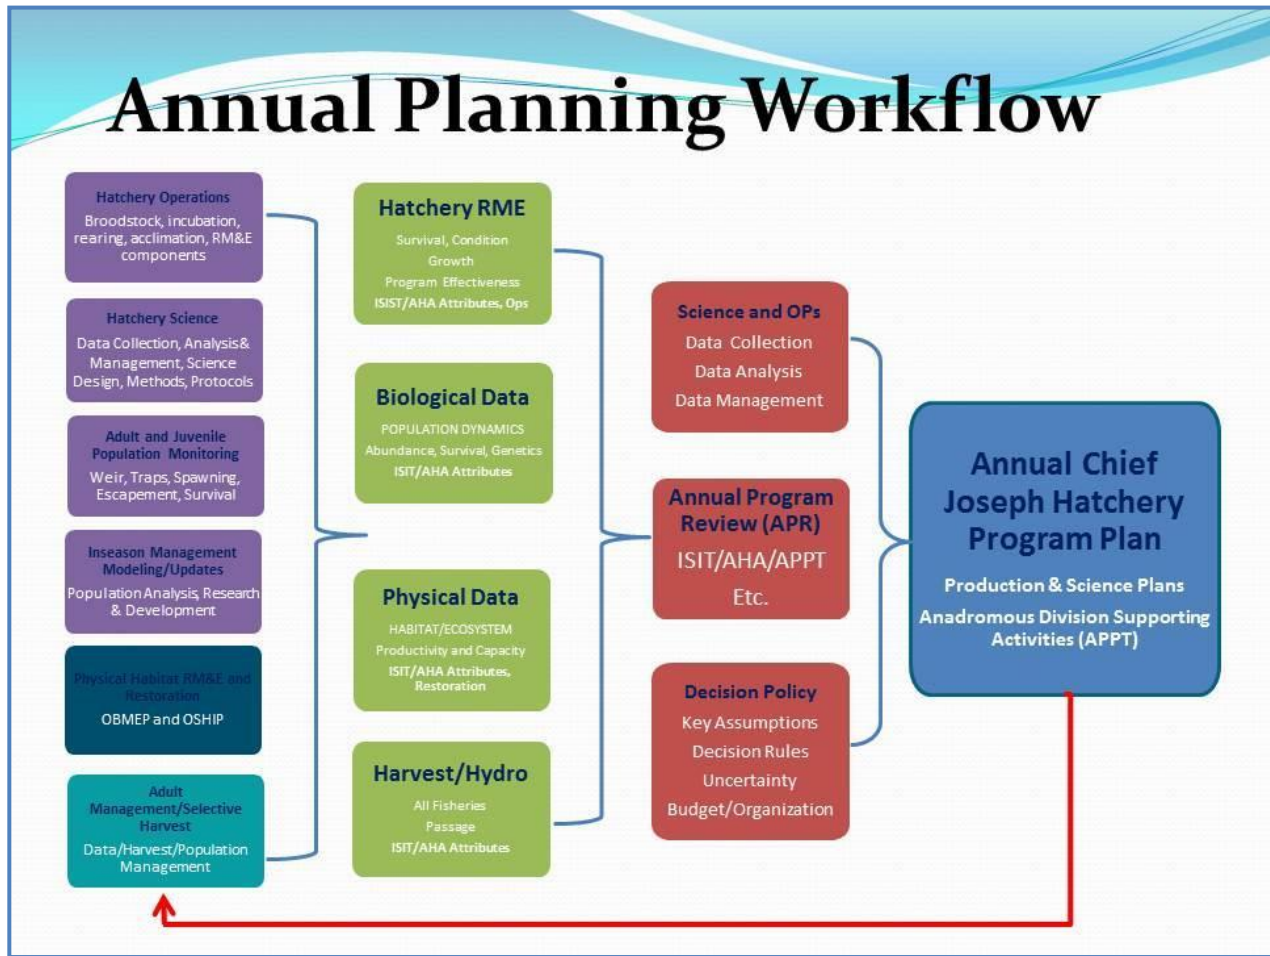 Annual Planning Workflow
Hatchery Operations
Broodstock, incubation,
rearing, acclimation, RM&E
components
Hatchery Science
Data Collection, Analysis&
Management, Science
Design, Methods, Protocols
Adult and Juvenile
Population Monitoring
Weir, Traps, Spawning,
Escapement, Survival
Inseason Management
Modeling/Updates
Population Analysis, Research
& Development
Physical Habitat RM&E and
Restoration
OBMEP and OSHIP
Adult
Management/Selective
Harvest
Data/Harvest/Population
Management
Hatchery RME
Survival, Condition
Growth
Program Effectiveness
ISIST/AHA Attributes, Ops
Biological Data
POPULATION DYNAMICS
Abundance, Survival, Genetics
ISIT/AHA Attributes
Physical Data
HABITAT/ECOSYSTEM
Productivity and Capacity
ISIT/AHA Attributes,
Restoration
Harvest/Hydro
All Fisheries
Passage
ISIT/AHA Attributes
Science and OPs
Data Collection
Data Analysis
Data Management
Annual Program
Review (APR)
ISIT/AHA/APPT
Etc.
Decision Policy
Key Assumptions
Decision Rules
Uncertainty
Budget/Organization
Annual Chief
Joseph Hatchery
Program Plan
Production & Science Plans
Anadromous Division Supporting
Activities (APPT)